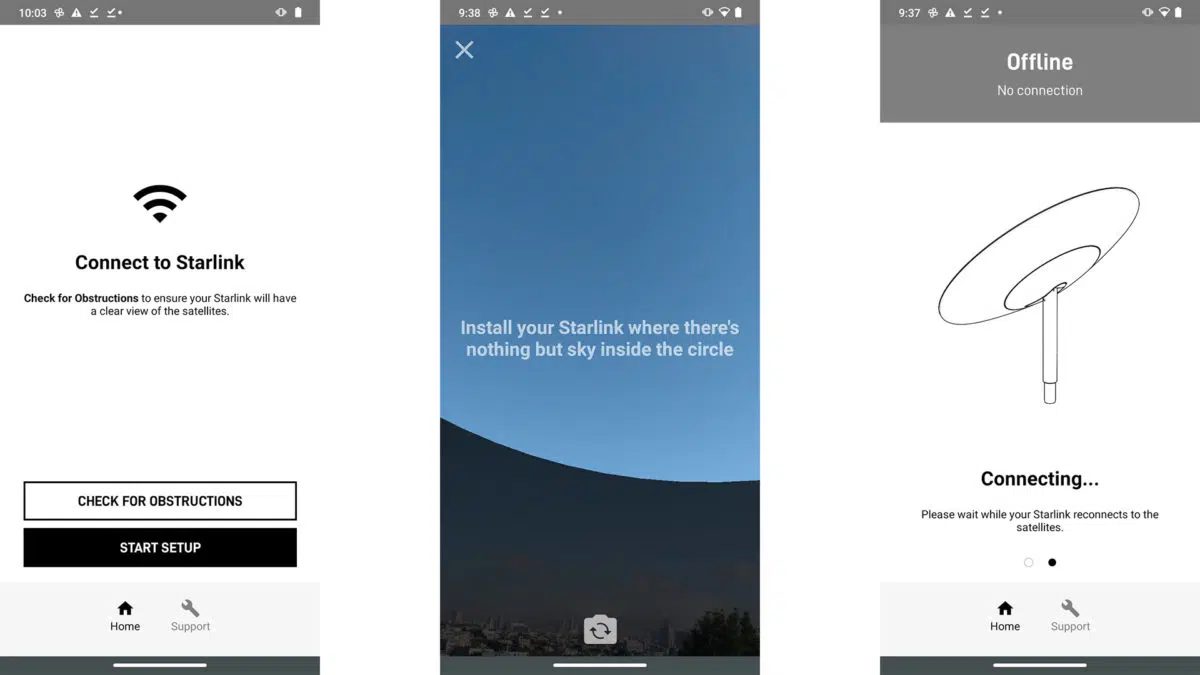 10:03
Connect to Starlink
Check for Obstructions to ensure your Starlink will have
a clear view of the satellites.
CHECK FOR OBSTRUCTIONS
START SETUP
Home
Support
9:38
Install your Starlink where there's
nothing but sky inside the circle
9:37
Offline
No connection
Connecting...
Please wait while your Starlink reconnects to the
satellites.
Home
Support